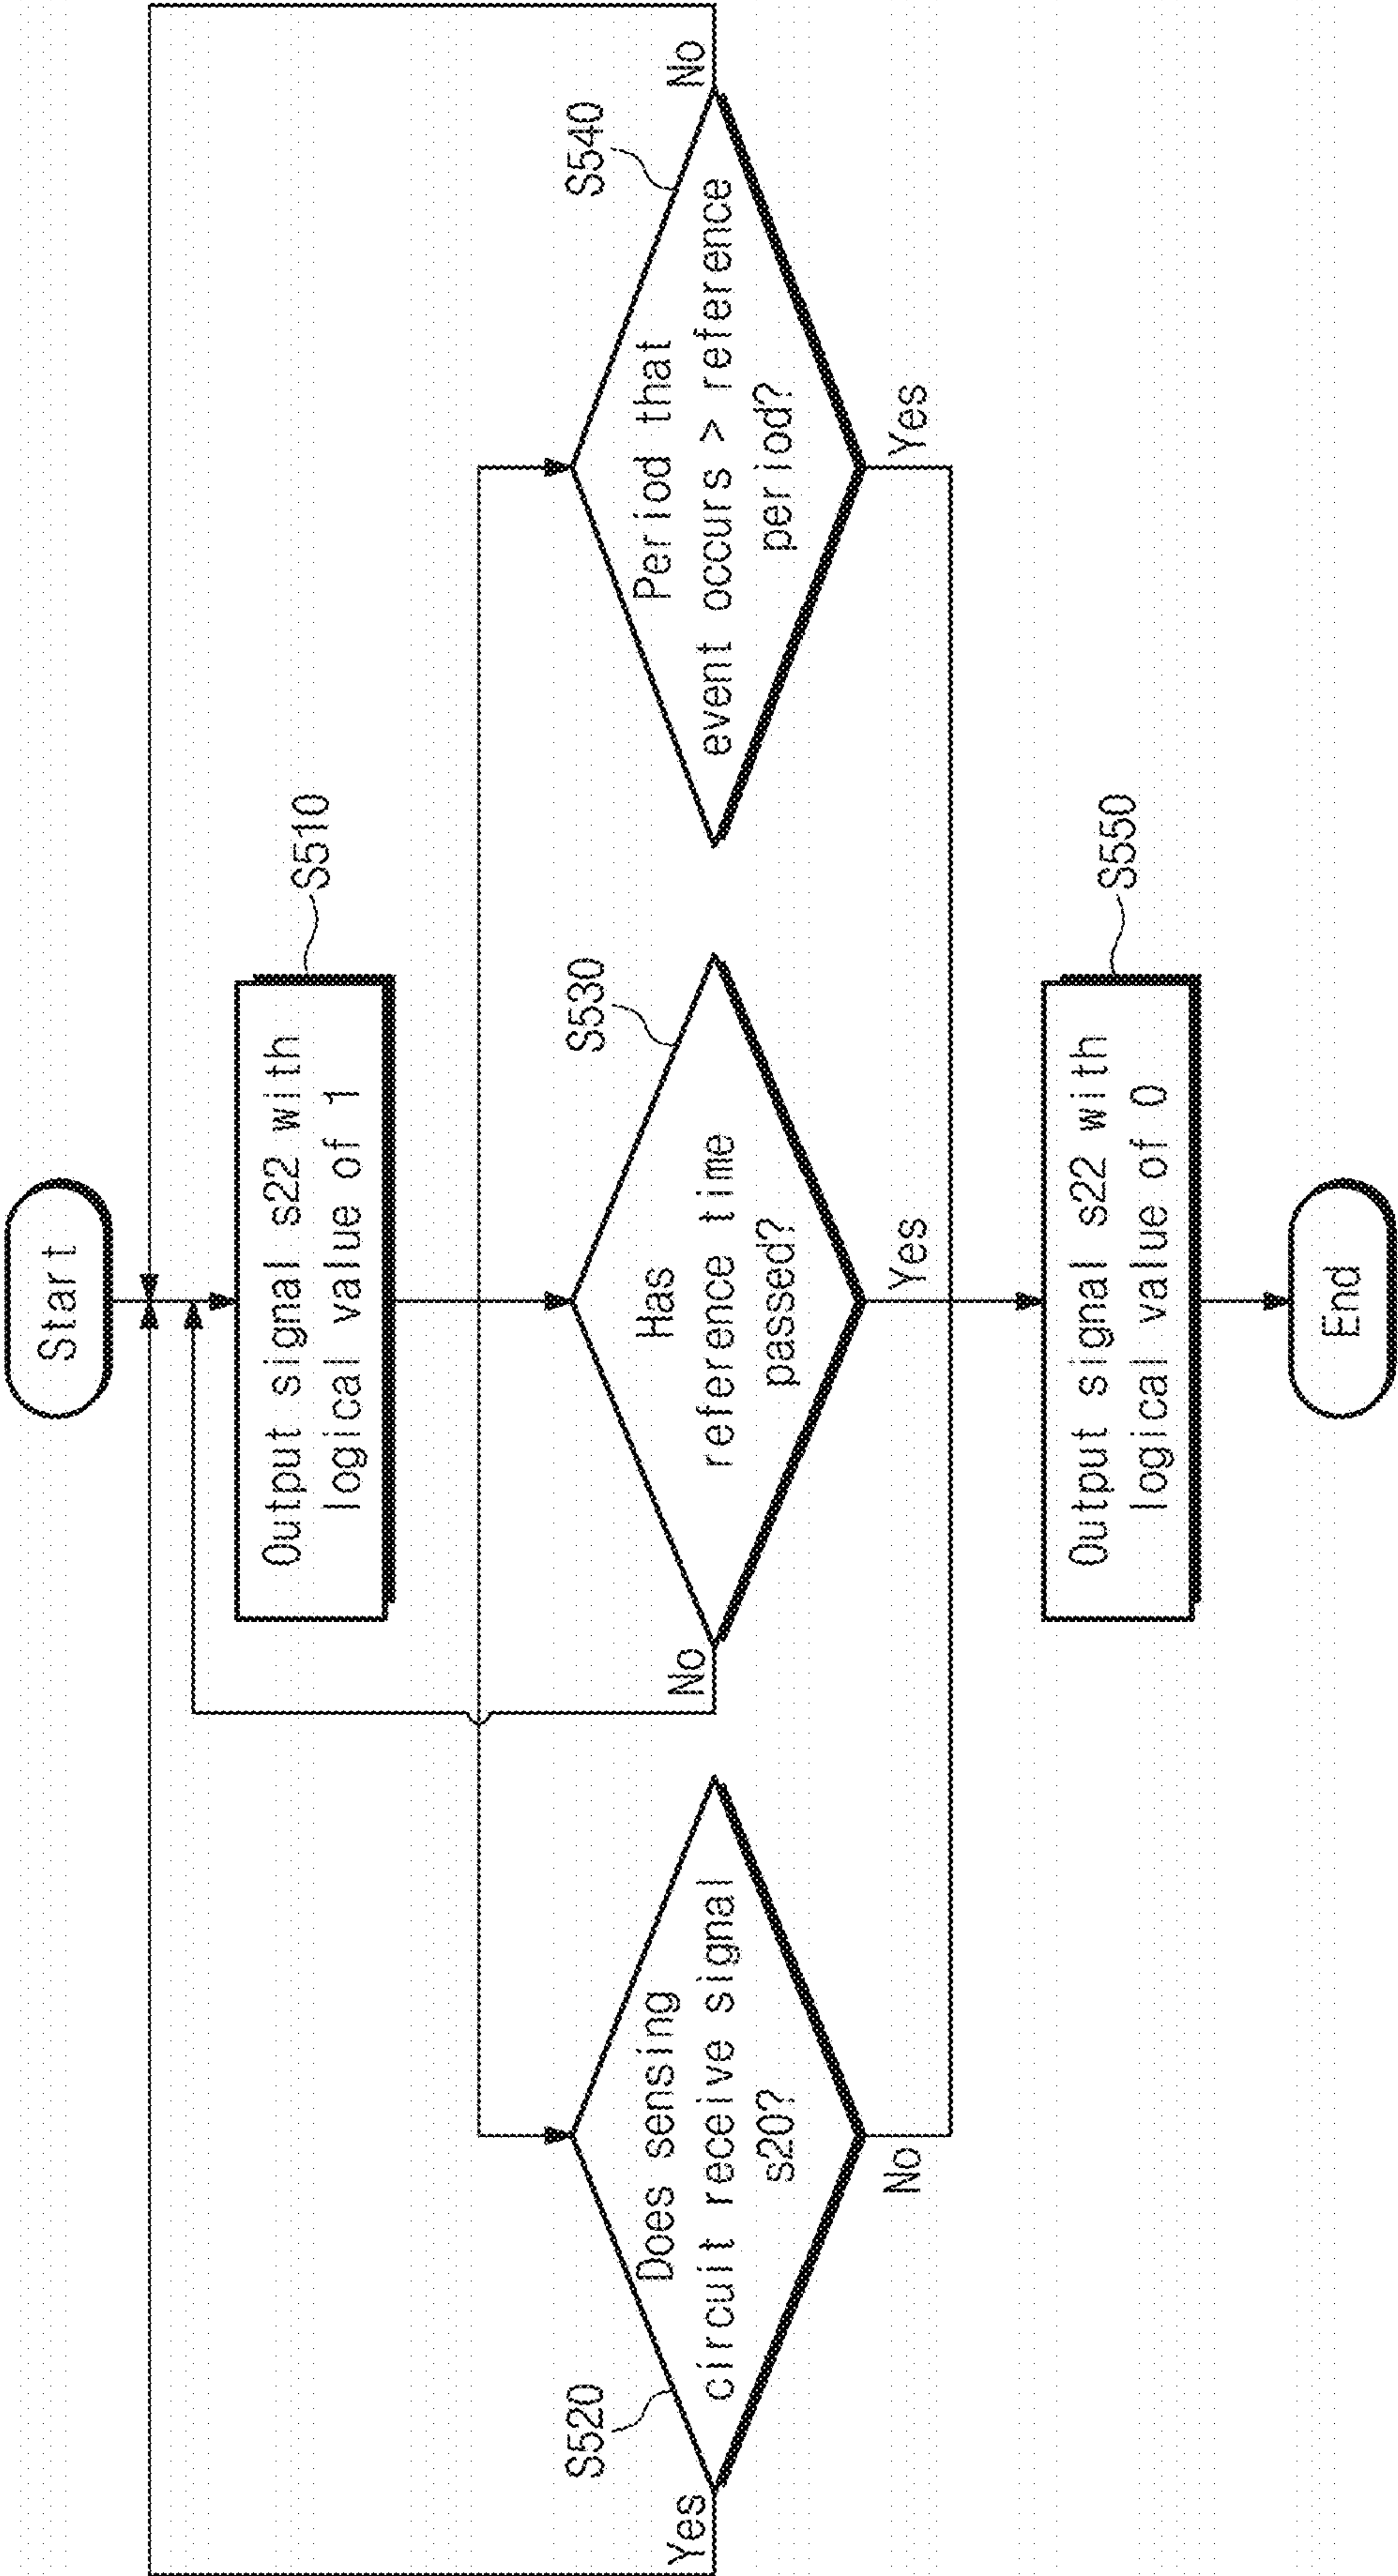 Start
Output signal s22 with
logical value of 1
S510
S520
Does sensing
circuit receive signal
s20?
Yes
No
S530
Has
reference time
passed?
No
Yes
S540
Period that
event occurs > reference
period?
No
Yes
Output signal s22 with
logical value of 0
S550
End